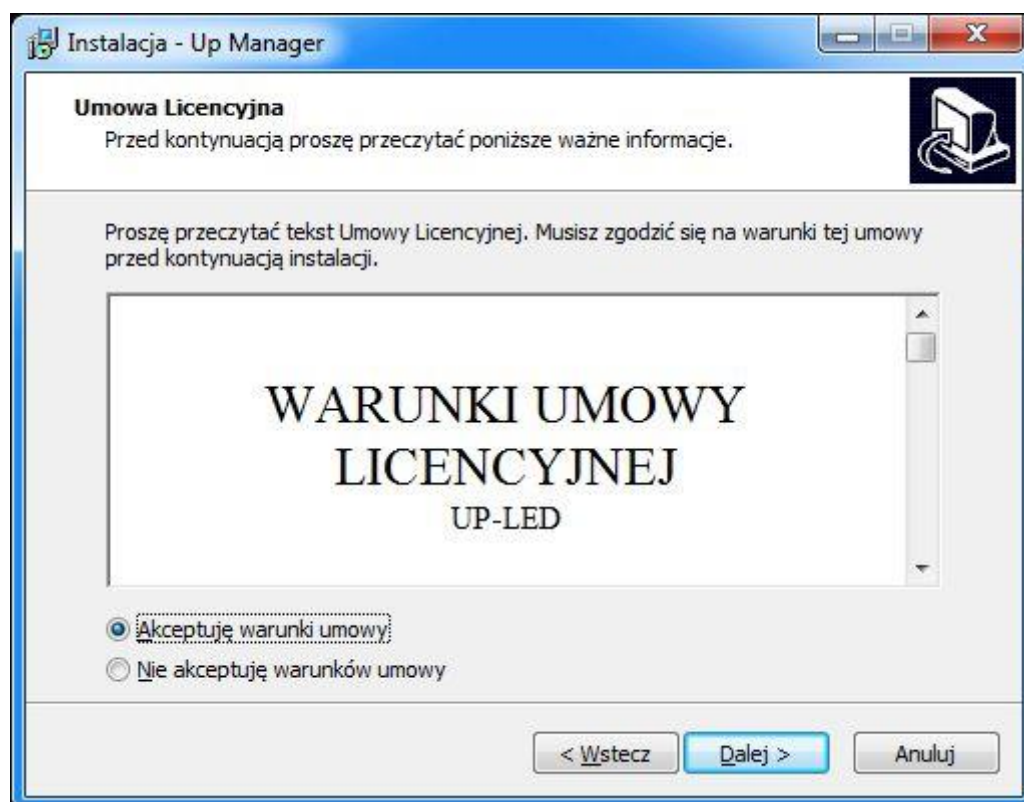 Instalacja - Up Manager
Umowa Licencyjna
Przed kontynuacją proszę przeczytać poniższe ważne informacje.
Proszę przeczytać tekst Umowy Licencyjnej. Musisz zgodzić się na warunki tej umowy
przed kontynuacją instalacji.
WARUNKI UMOWY
LICENCYJNEJ
UP-LED
Akceptuję warunki umowy
Nie akceptuję warunków umowy
< Wstecz Dalej > Anuluj